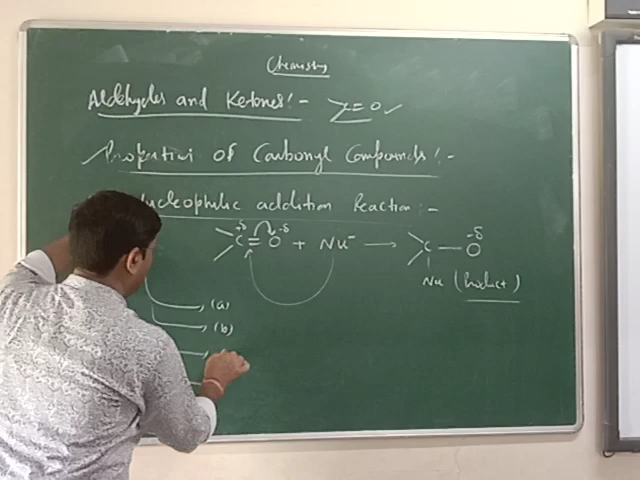 Chemistry
Aldehydes and Ketones:- >C=O ✓
Properties Of Carbonyl Compounds:-
Nucleophilic addition Reaction:-
+δ -δ -δ
>C=O + Nu⁻ ⟶ >C—O
Nu (Product)
(a)
(b)